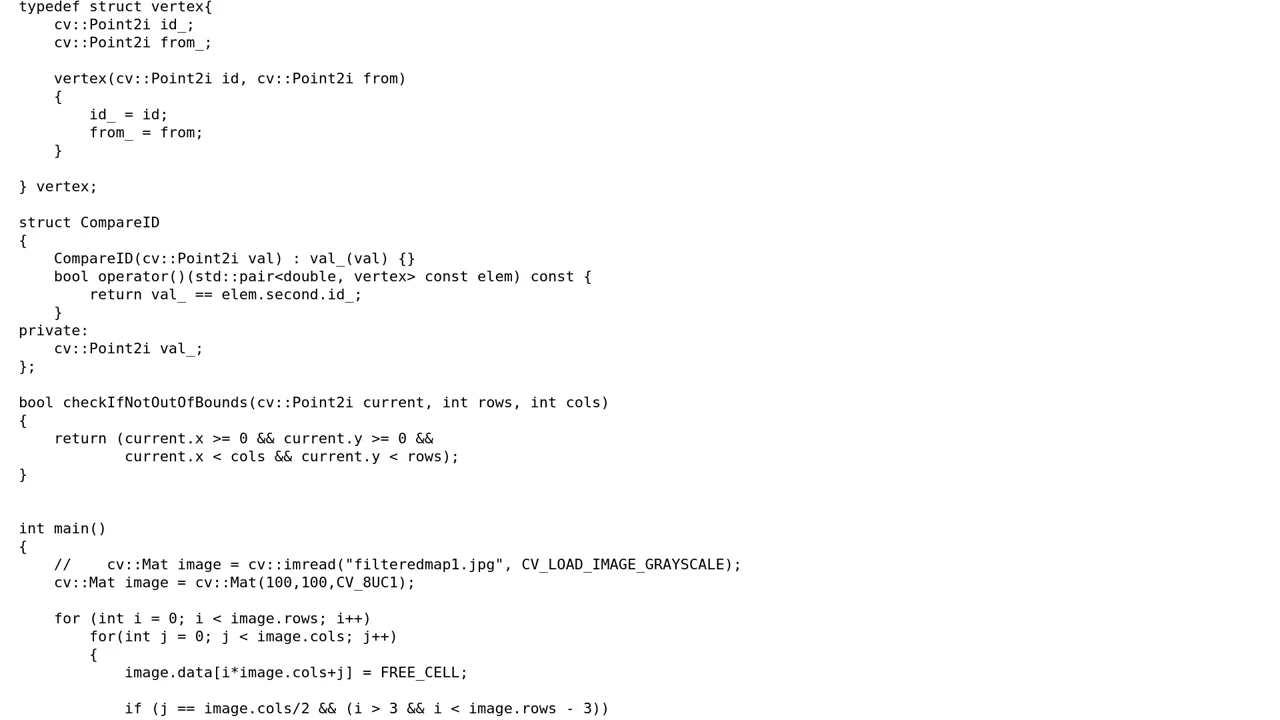 typedef struct vertex{
    cv::Point2i id_;
    cv::Point2i from_;

    vertex(cv::Point2i id, cv::Point2i from)
    {
        id_ = id;
        from_ = from;
    }

} vertex;

struct CompareID
{
    CompareID(cv::Point2i val) : val_(val) {}
    bool operator()(std::pair<double, vertex> const elem) const {
        return val_ == elem.second.id_;
    }
private:
    cv::Point2i val_;
};

bool checkIfNotOutOfBounds(cv::Point2i current, int rows, int cols)
{
    return (current.x >= 0 && current.y >= 0 &&
            current.x < cols && current.y < rows);
}


int main()
{
    //    cv::Mat image = cv::imread("filteredmap1.jpg", CV_LOAD_IMAGE_GRAYSCALE);
    cv::Mat image = cv::Mat(100,100,CV_8UC1);

    for (int i = 0; i < image.rows; i++)
        for(int j = 0; j < image.cols; j++)
        {
            image.data[i*image.cols+j] = FREE_CELL;

            if (j == image.cols/2 && (i > 3 && i < image.rows - 3))